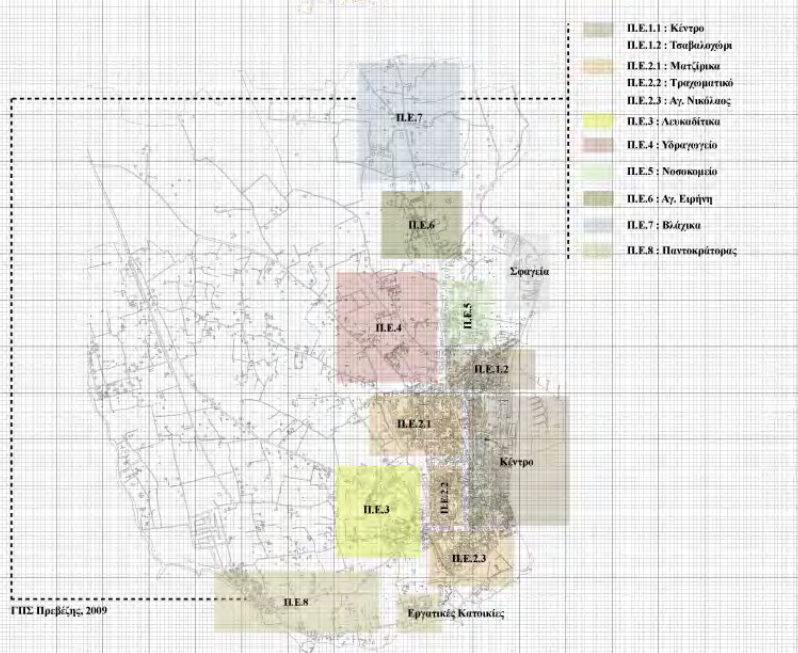 Π.Ε.1.1 : Κέντρο
Π.Ε.1.2 : Τσαβαλοχώρι
Π.Ε.2.1 : Ματζίρικα
Π.Ε.2.2 : Τραχωματικό
Π.Ε.2.3 : Αγ. Νικόλαος
Π.Ε.3 : Λευκαδίτικα
Π.Ε.4 : Υδραγωγείο
Π.Ε.5 : Νοσοκομείο
Π.Ε.6 : Αγ. Ειρήνη
Π.Ε.7 : Βλάχικα
Π.Ε.8 : Παντοκράτορας
Π.Ε.7
Π.Ε.6
Σφαγεία
Π.Ε.5
Π.Ε.4
Π.Ε.1.2
Π.Ε.2.1
Κέντρο
Π.Ε.2.2
Π.Ε.3
Π.Ε.2.3
Π.Ε.8
Εργατικές Κατοικίες
ΓΠΣ Πρεβέζης, 2009